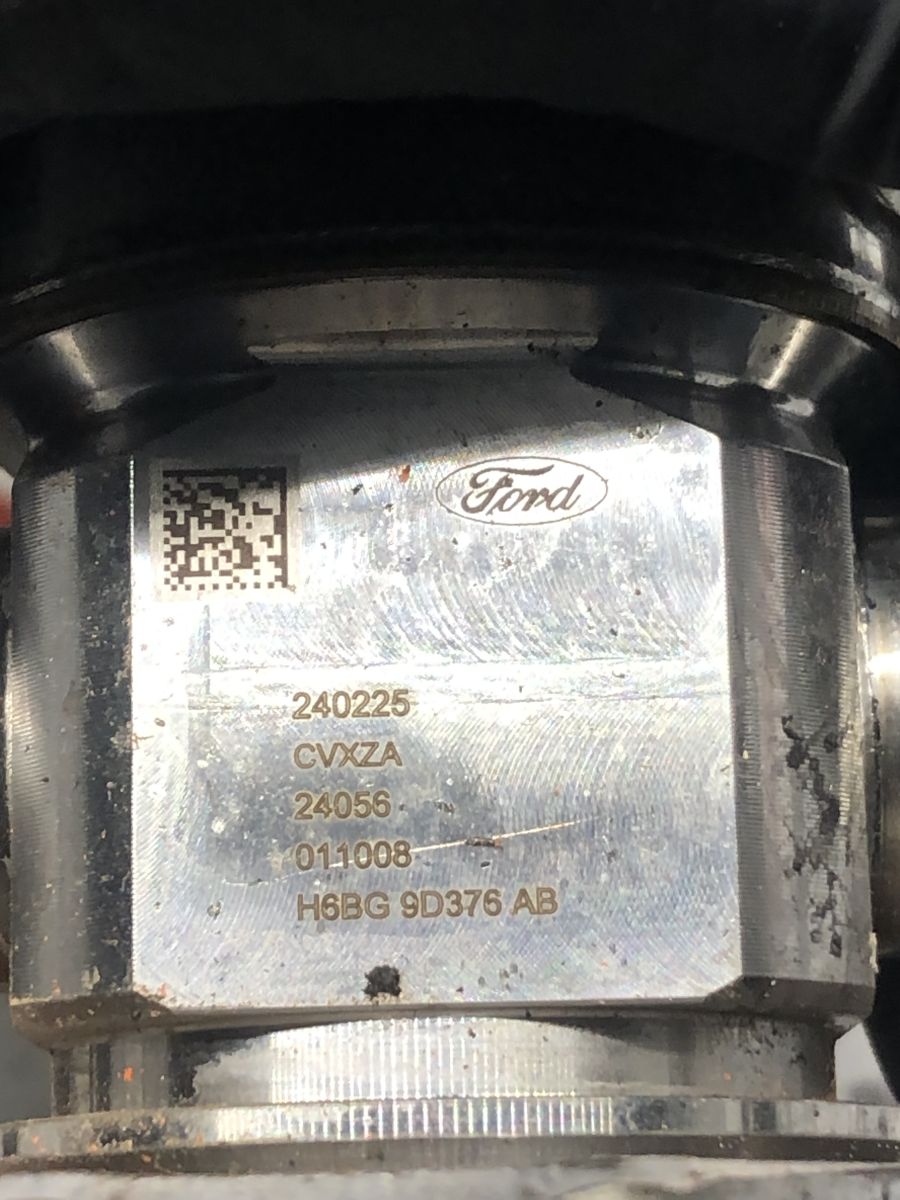 Ford
240225
CVXZA
24056
011008
H6BG 9D376 AB